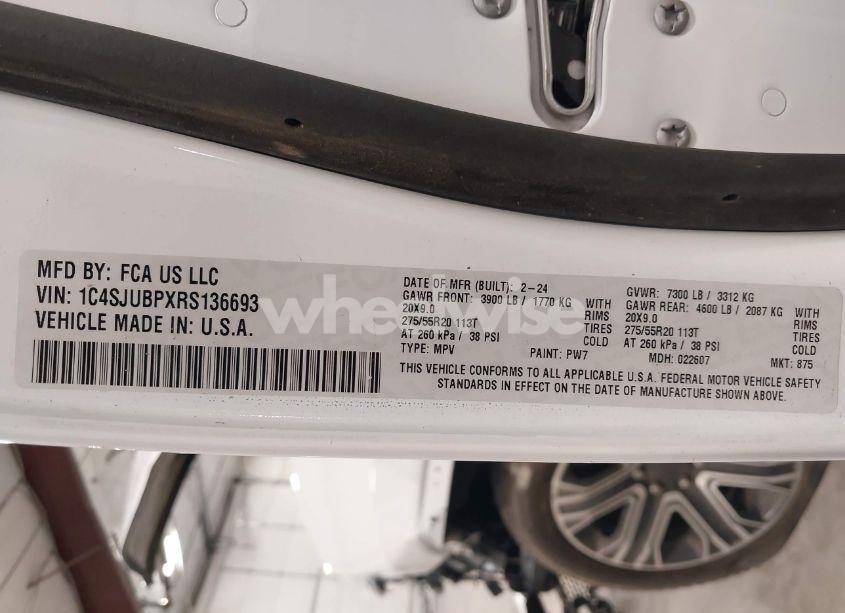 MFD BY: FCA US LLC
VIN: 1C4SJUBPXRS136693
VEHICLE MADE IN: U.S.A.
DATE OF MFR (BUILT): 2-24
GAWR FRONT: 3900 LB / 1770 KG WITH
20X9.0 RIMS
275/55R20 113T TIRES
AT 260 kPa / 38 PSI COLD
TYPE: MPV PAINT: PW7
GVWR: 7300 LB / 3312 KG
GAWR REAR: 4600 LB / 2087 KG WITH
20X9.0 RIMS
275/55R20 113T TIRES
AT 260 kPa / 38 PSI COLD
MDH: 022607 MKT: 875
THIS VEHICLE CONFORMS TO ALL APPLICABLE U.S.A. FEDERAL MOTOR VEHICLE SAFETY
STANDARDS IN EFFECT ON THE DATE OF MANUFACTURE SHOWN ABOVE.
wheelwise